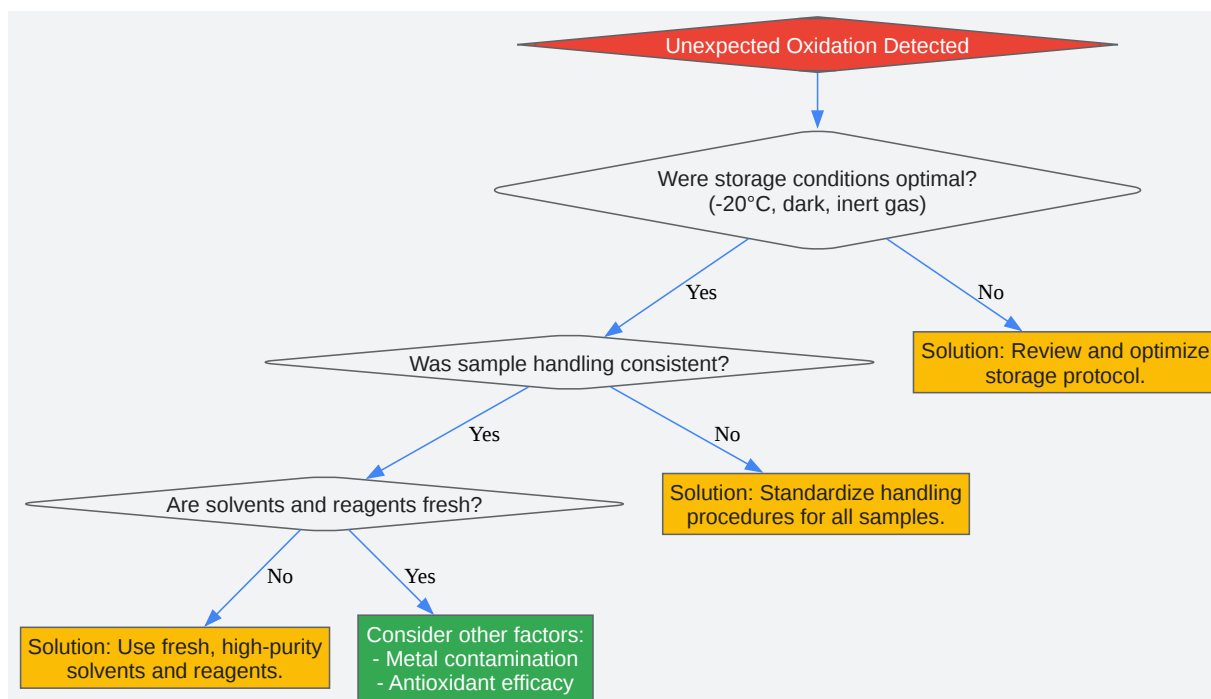 Unexpected Oxidation Detected
Were storage conditions optimal?
(-20°C, dark, inert gas)
Yes
No
Solution: Review and optimize
storage protocol.
Was sample handling consistent?
Yes
No
Solution: Standardize handling
procedures for all samples.
Are solvents and reagents fresh?
No
Yes
Solution: Use fresh, high-purity
solvents and reagents.
Consider other factors:
- Metal contamination
- Antioxidant efficacy